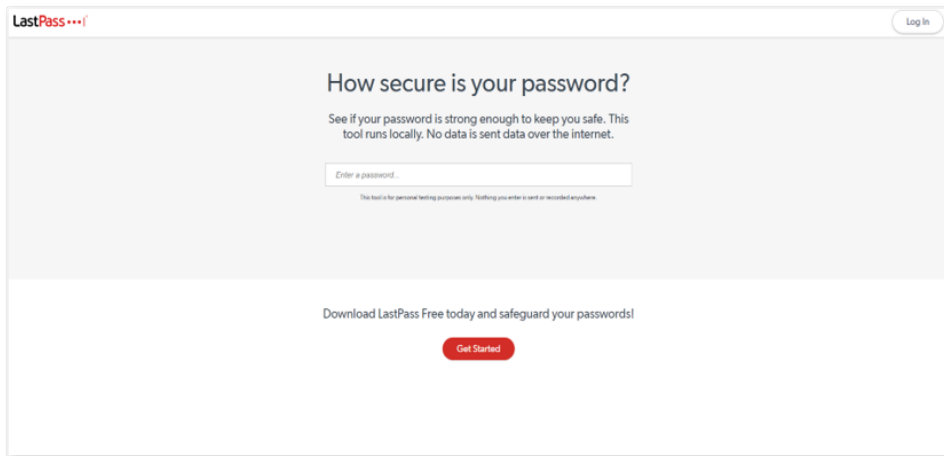 LastPass
Log In
How secure is your password?
See if your password is strong enough to keep you safe. This
tool runs locally. No data is sent data over the internet.
Enter a password...
This tool is for personal testing purposes only. Nothing you enter is sent or recorded anywhere
Download LastPass Free today and safeguard your passwords!
Get Started